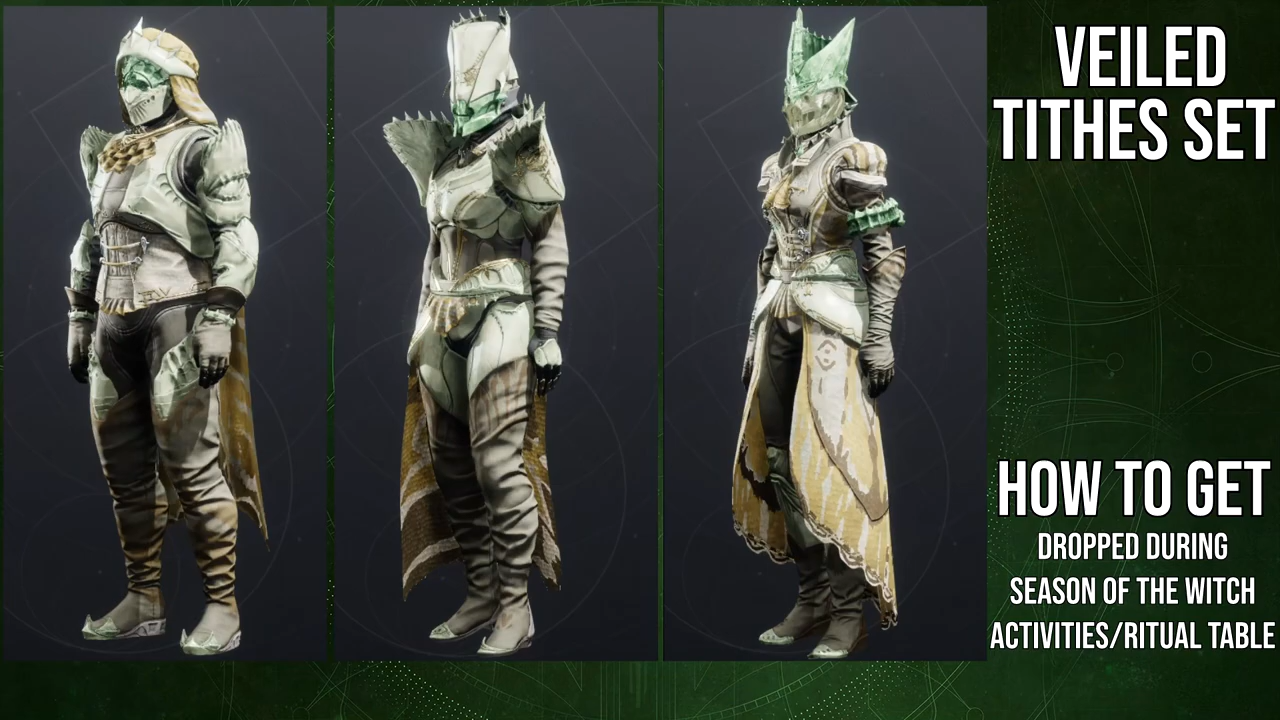 VEILED
TITHES SET
HOW TO GET
DROPPED DURING
SEASON OF THE WITCH
ACTIVITIES/RITUAL TABLE